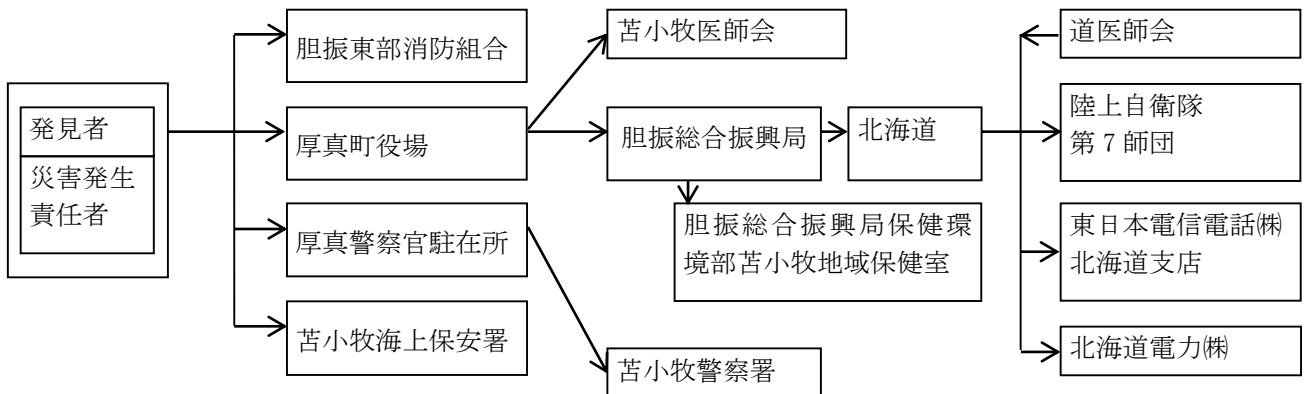 発見者
災害発生
責任者
胆振東部消防組合
厚真町役場
厚真警察官駐在所
苫小牧海上保安署
苫小牧医師会
胆振総合振興局
胆振総合振興局保健環
境部苫小牧地域保健室
苫小牧警察署
北海道
道医師会
陸上自衛隊
第7師団
東日本電信電話㈱
北海道支店
北海道電力㈱